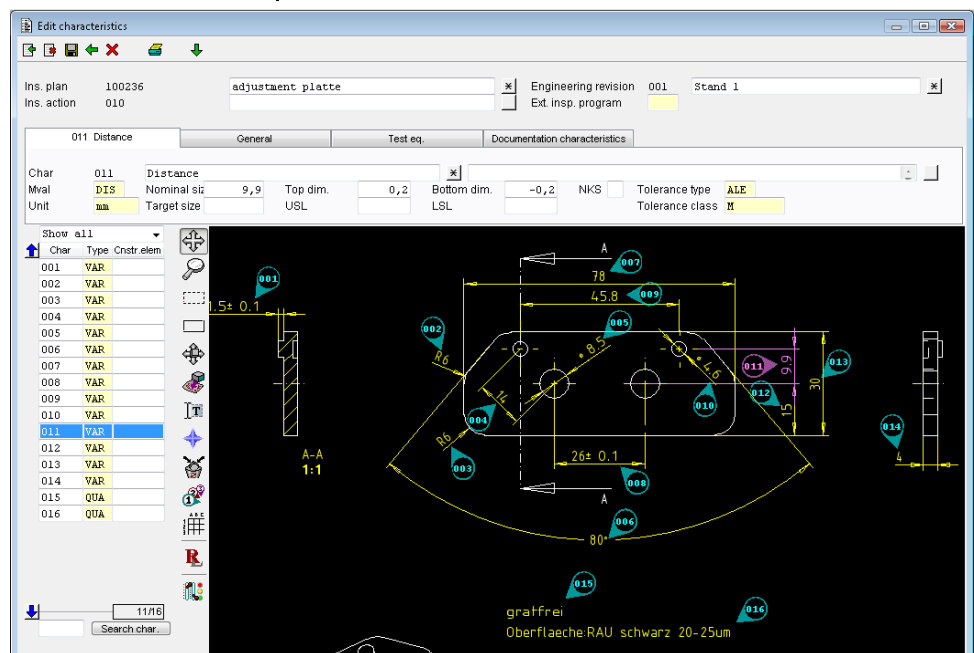 Edit characteristics
Ins. plan 100236 adjustment platte * Engineering revision 001 Stand 1 *
Ins. action 010 Ext. insp. program
011 Distance General Test eq. Documentation characteristics
Char 011 Distance *
Mval DIS Nominal siz 9,9 Top dim. 0,2 Bottom dim. -0,2 NKS Tolerance type ALE
Unit mm Target size USL LSL Tolerance class M
Show all
Char Type Cnstr.elem
001 VAR
002 VAR
003 VAR
004 VAR
005 VAR
006 VAR
007 VAR
008 VAR
009 VAR
010 VAR
011 VAR
012 VAR
013 VAR
014 VAR
015 QUA
016 QUA
11/16
Search char.
A
007
001
78
009
45.8
1.5± 0.1
002
005
R6
8.5
4.6
011
9.9
013
30
012
010
14
15
004
014
R6
003
A-A
1:1
26± 0.1
4
008
A
006
80°
015
016
gratfrei
Oberflaeche:RAU schwarz 20-25um